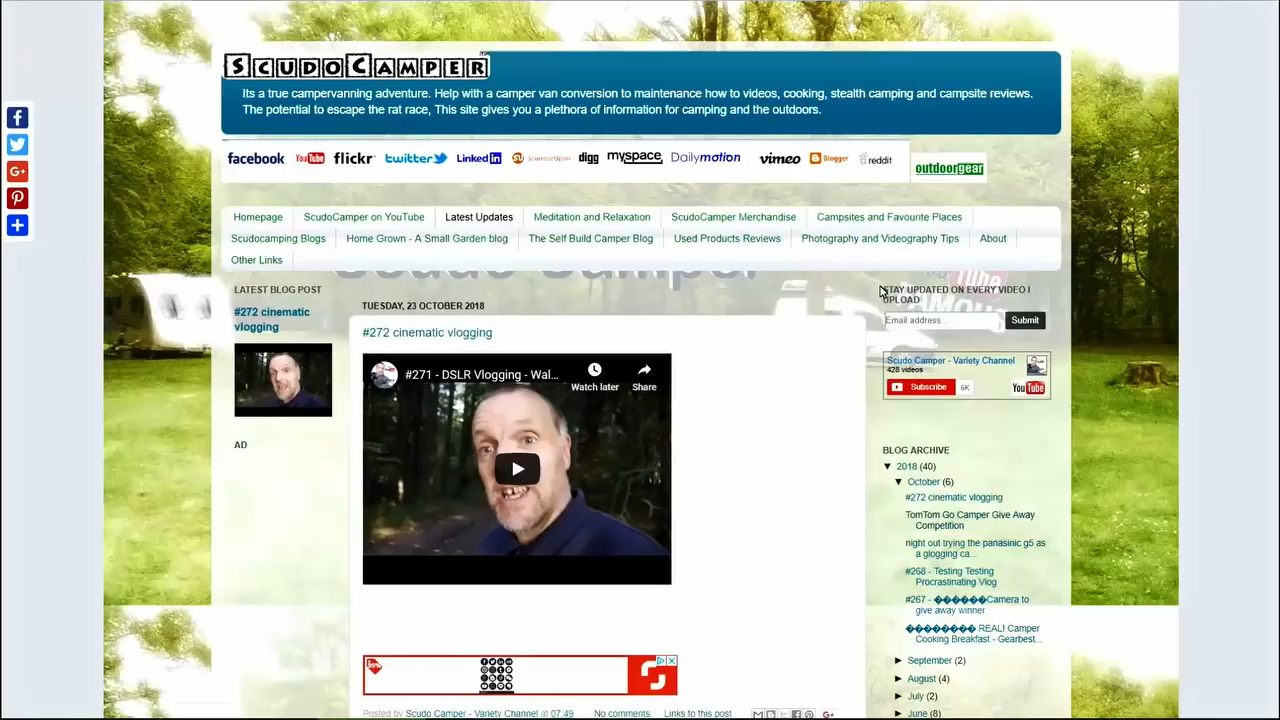 ScudoCamper
Its a true campervanning adventure. Help with a camper van conversion to maintenance how to videos, cooking, stealth camping and campsite reviews.
The potential to escape the rat race, This site gives you a plethora of information for camping and the outdoors.
facebook YouTube flickr twitter Linked in StumbleUpon digg myspace Dailymotion vimeo Blogger reddit outdoorgear
Homepage ScudoCamper on YouTube Latest Updates Meditation and Relaxation ScudoCamper Merchandise Campsites and Favourite Places
Scudocamping Blogs Home Grown - A Small Garden blog The Self Build Camper Blog Used Products Reviews Photography and Videography Tips About
Other Links
Scudo Camper
LATEST BLOG POST
#272 cinematic
vlogging
AD
TUESDAY, 23 OCTOBER 2018
#272 cinematic vlogging
#271 - DSLR Vlogging - Wal...
Watch later Share
Posted by Scudo Camper - Variety Channel at 07:49 No comments: Links to this post
STAY UPDATED ON EVERY VIDEO I
UPLOAD
Email address... Submit
Scudo Camper - Variety Channel
428 videos
Subscribe 6K YouTube
BLOG ARCHIVE
▼ 2018 (40)
▼ October (6)
#272 cinematic vlogging
TomTom Go Camper Give Away
Competition
night out trying the panasinic g5 as
a glogging ca...
#268 - Testing Testing
Procrastinating Vlog
#267 - ������Camera to
give away winner
�������� REAL! Camper
Cooking Breakfast - Gearbest...
► September (2)
► August (4)
► July (2)
► June (8)